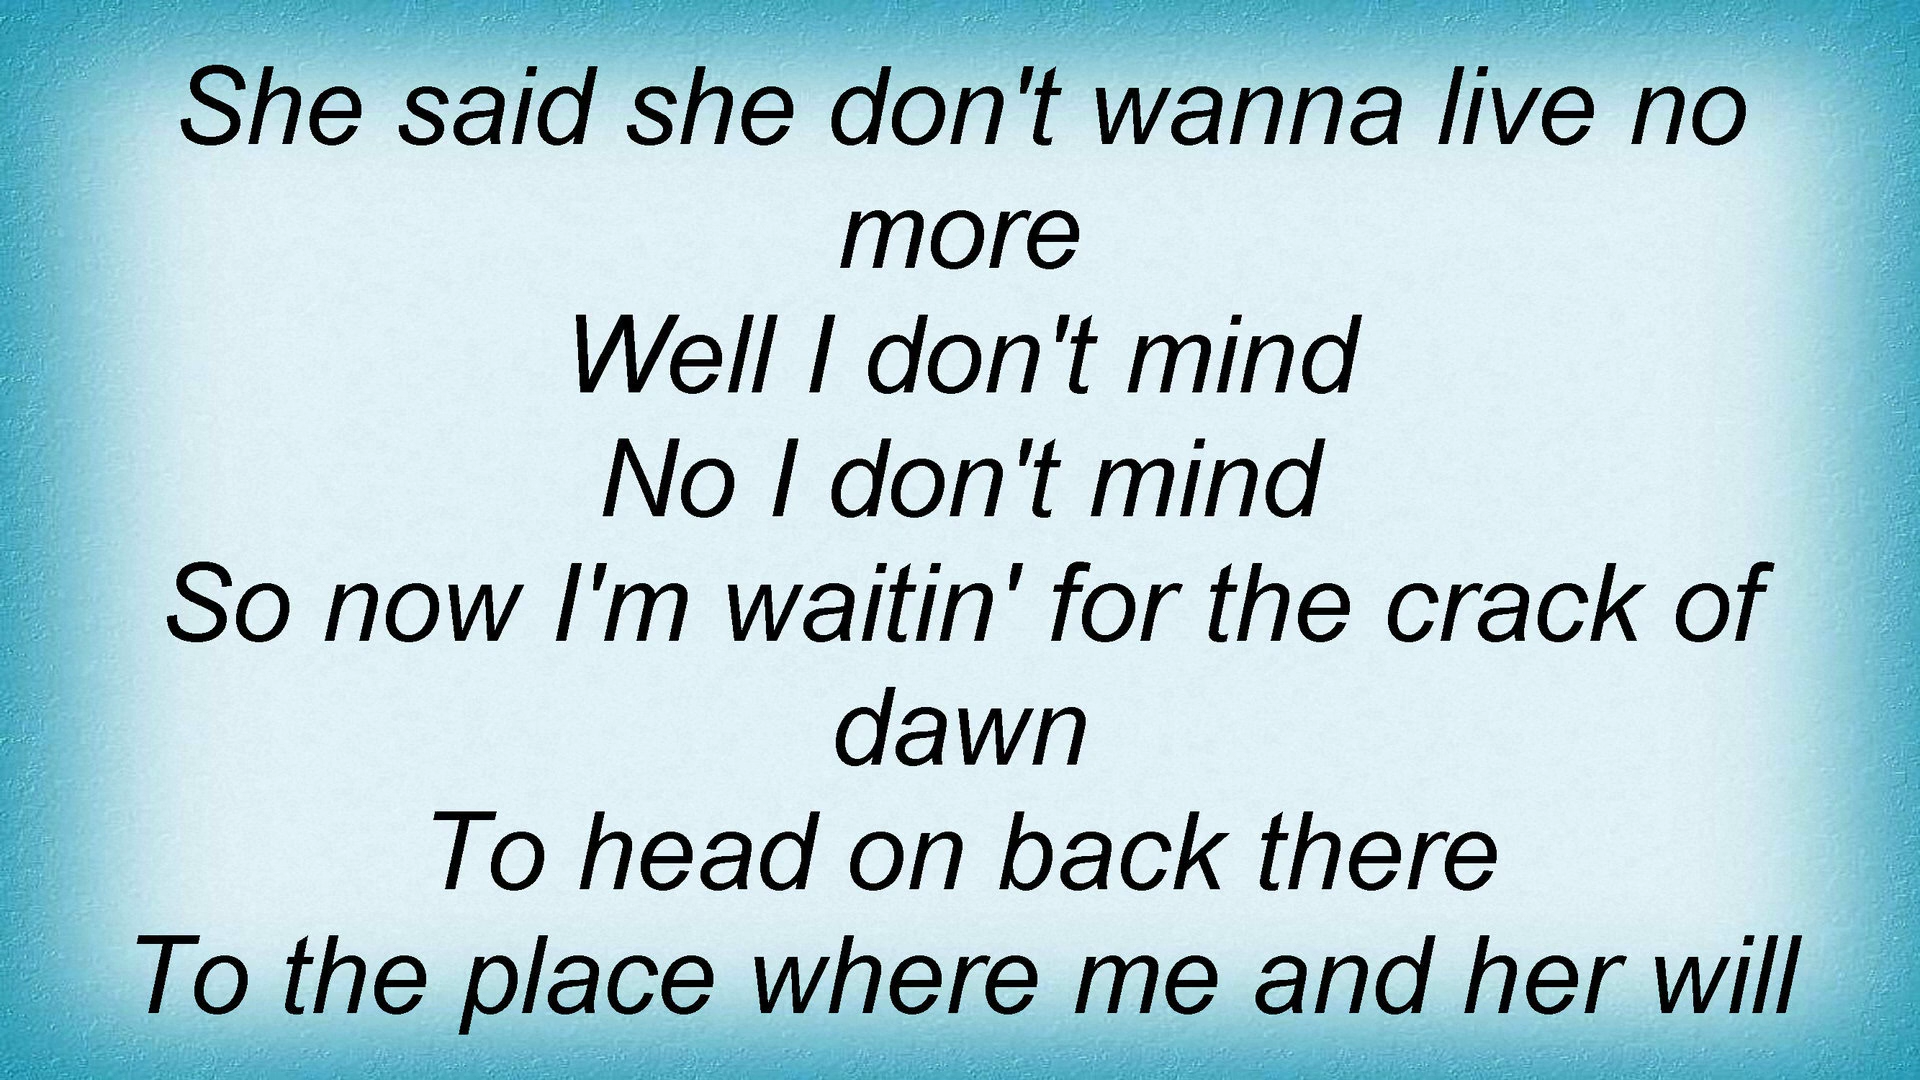 She said she don't wanna live no
more
Well I don't mind
No I don't mind
So now I'm waitin' for the crack of
dawn
To head on back there
To the place where me and her will